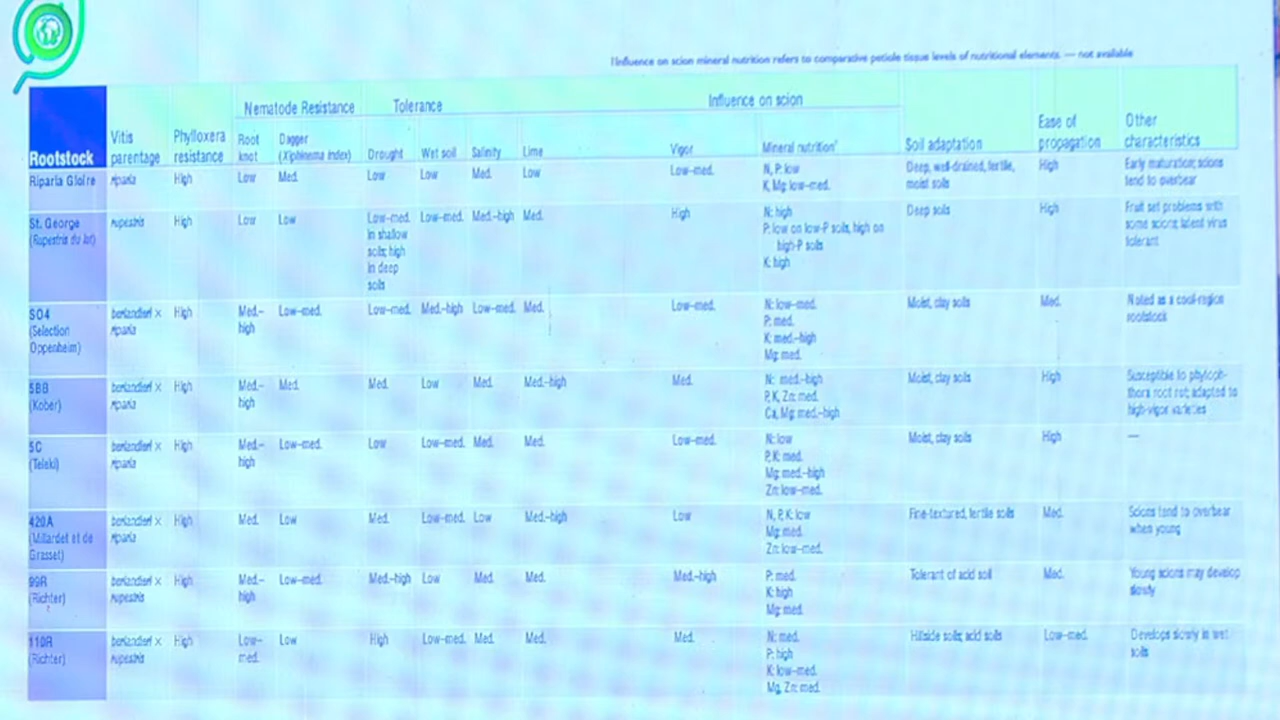 Influence on scion mineral nutrition refers to comparative petiole tissue levels of nutritional elements. — not available
Nematode Resistance Tolerance Influence on scion
Rootstock Vitis parentage Phylloxera resistance Root knot Dagger (Xiphinema index) Drought Wet soil Salinity Lime Vigor Mineral nutrition¹ Soil adaptation Ease of propagation Other characteristics
Riparia Gloire riparia High Low Med. Low Low Med. Low Low–med. N, P: low Deep, well-drained, fertile, High Early maturation; scions
K, Mg: low–med. moist soils tend to overbear
St. George rupestris High Low Low Low–med. Low–med. Med.–high Med. High N: high Deep soils High Fruit set problems with
(Rupestris du lot) in shallow P: low on low-P soils, high on some scions; latent virus
soils; high high-P soils tolerant
in deep K: high
soils
SO4 berlandieri × High Med.– Low–med. Low–med. Med.–high Low–med. Med. Low–med. N: low–med. Moist, clay soils Med. Noted as a cool-region
(Selection riparia high P: med. rootstock
Oppenheim) K: med.–high
Mg: med.
5BB berlandieri × High Med.– Med. Med. Low Med. Med.–high Med. N: med.–high Moist, clay soils High Susceptible to phytoph-
(Kober) riparia high P, K, Zn: med. thora root rot; adapted to
Ca, Mg: med.–high high-vigor varieties
5C berlandieri × High Med.– Low–med. Low Low–med. Med. Med. Low–med. N: low Moist, clay soils High —
(Teleki) riparia high P, K: med.
Mg: med.–high
Zn: low–med.
420A berlandieri × High Med. Low Med. Low–med. Low Med.–high Low N, P, K: low Fine-textured, fertile soils Med. Scions tend to overbear
(Millardet et de riparia Mg: med. when young
Grasset) Zn: low–med.
99R berlandieri × High Med.– Low–med. Med.–high Low Med. Med. Med.–high P: med. Tolerant of acid soil Med. Young scions may develop
(Richter) rupestris high K: high slowly
Mg: med.
110R berlandieri × High Low– Low High Low–med. Med. Med. Med. N: med. Hillside soils; acid soils Low–med. Develops slowly in wet
(Richter) rupestris med. P: high soils
K: low–med.
Mg, Zn: med.